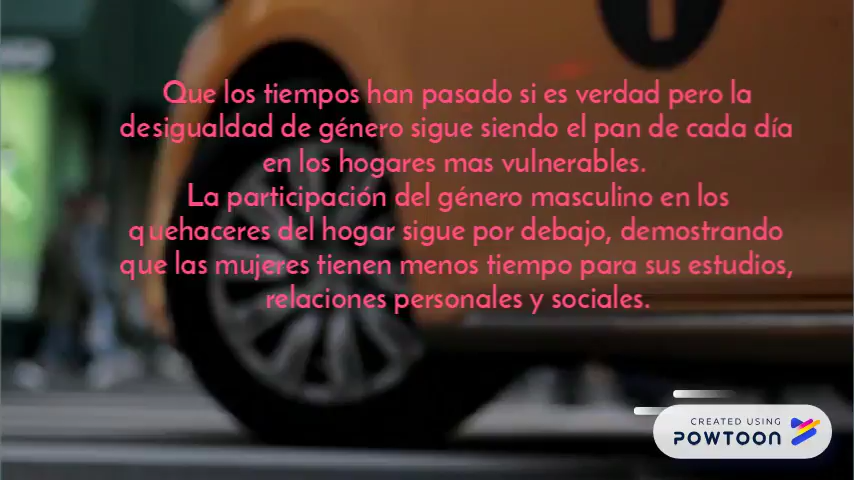 Que los tiempos han pasado si es verdad pero la
desigualdad de género sigue siendo el pan de cada día
en los hogares mas vulnerables.
La participación del género masculino en los
quehaceres del hogar sigue por debajo, demostrando
que las mujeres tienen menos tiempo para sus estudios,
relaciones personales y sociales.
CREATED USING
POWTOON